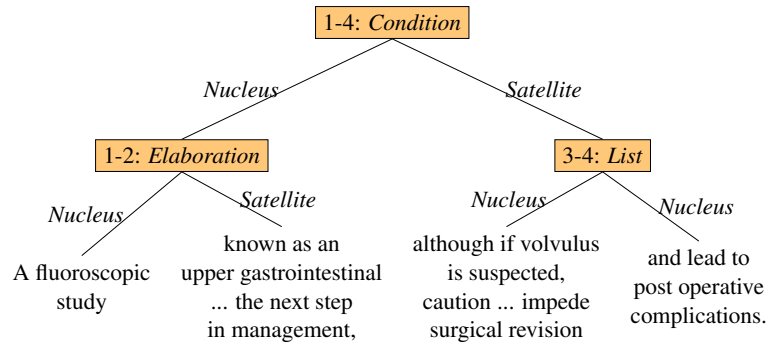 1-4: Condition
Nucleus
Satellite
1-2: Elaboration
3-4: List
Nucleus
Satellite
Nucleus
Nucleus
A fluoroscopic
study
known as an
upper gastrointestinal
... the next step
in management,
although if volvulus
is suspected,
caution ... impede
surgical revision
and lead to
post operative
complications.